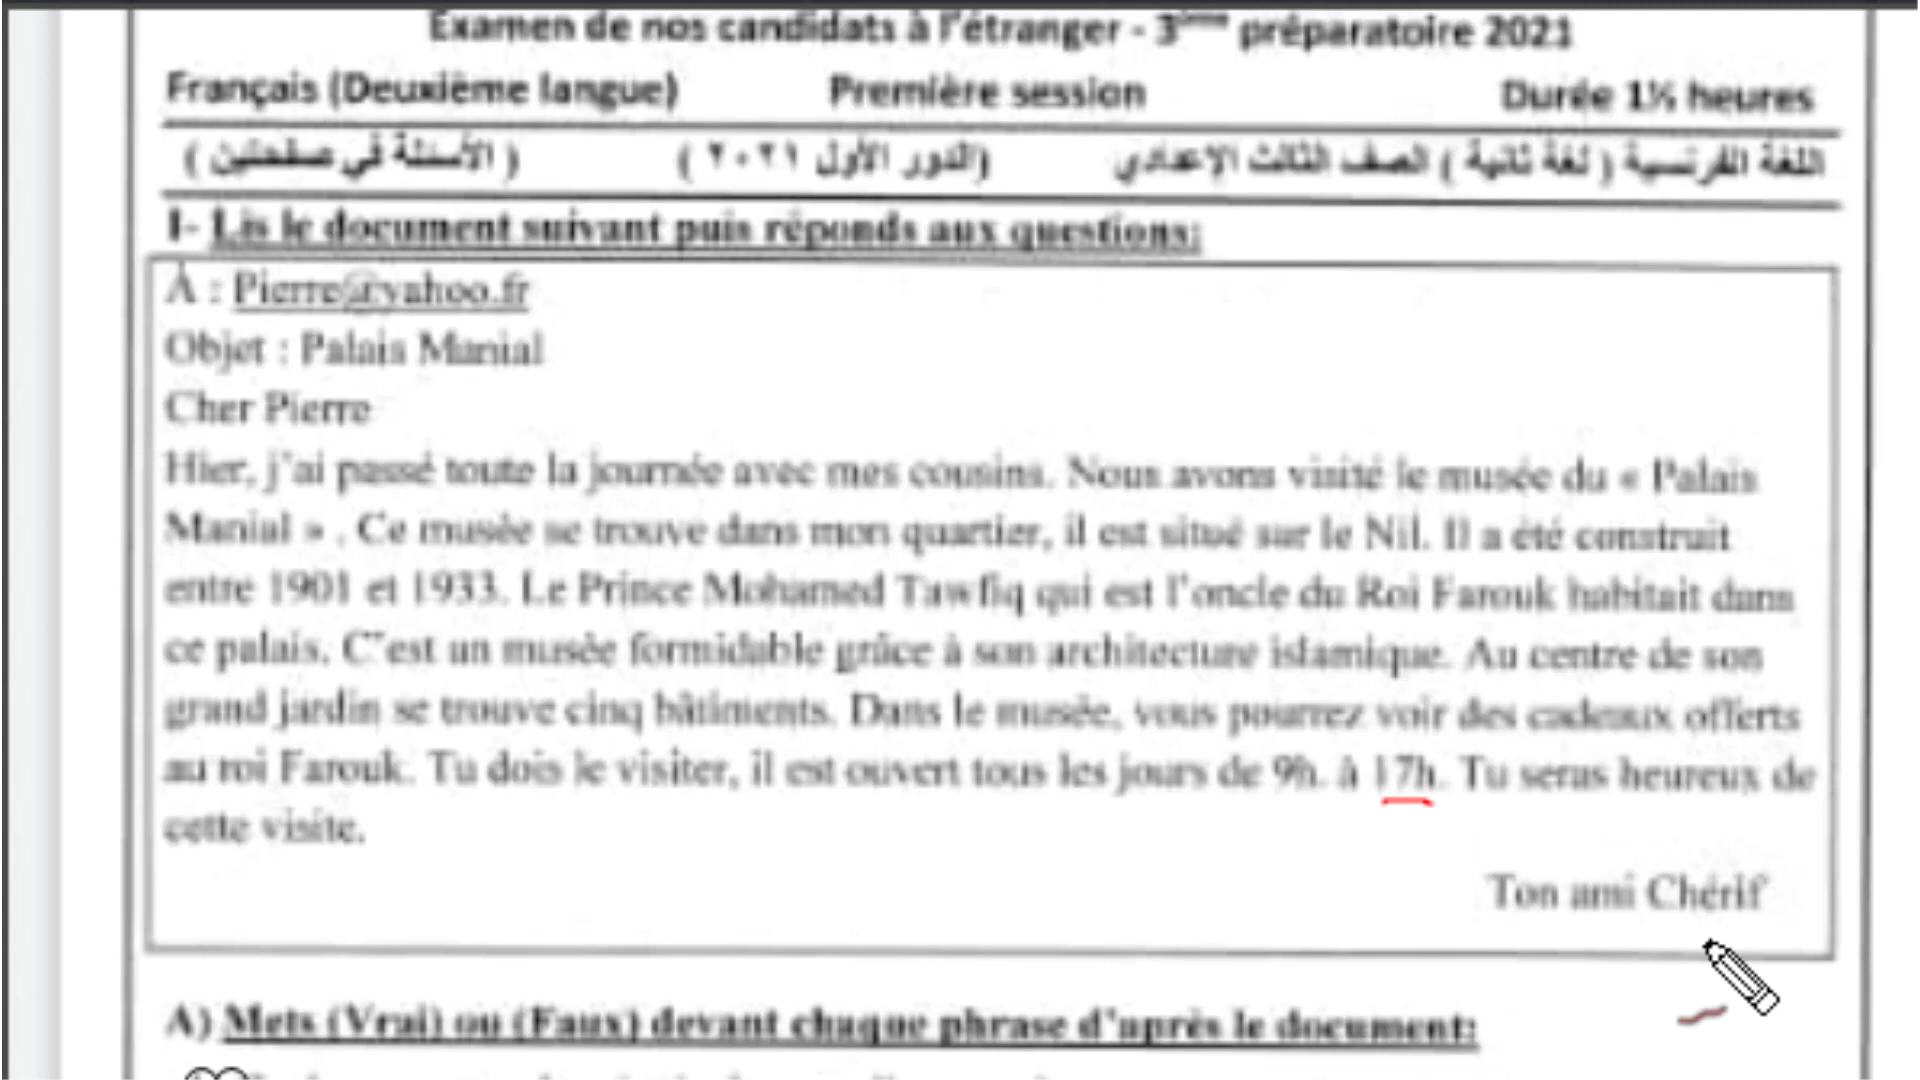 Examen de nos candidats à l'étranger - 3ème préparatoire 2021
Français (Deuxième langue) Première session Durée 1½ heures
اللغة الفرنسية ( لغة ثانية ) الصف الثالث الإعدادي (الدور الأول ٢٠٢١ ) ( الأسئلة في صفحتين )
I- Lis le document suivant puis réponds aux questions:
À : Pierre@yahoo.fr
Objet : Palais Manial
Cher Pierre
Hier, j'ai passé toute la journée avec mes cousins. Nous avons visité le musée du « Palais
Manial » . Ce musée se trouve dans mon quartier, il est situé sur le Nil. Il a été construit
entre 1901 et 1933. Le Prince Mohamed Tawfiq qui est l'oncle du Roi Farouk habitait dans
ce palais. C'est un musée formidable grâce à son architecture islamique. Au centre de son
grand jardin se trouve cinq bâtiments. Dans le musée, vous pourrez voir des cadeaux offerts
au roi Farouk. Tu dois le visiter, il est ouvert tous les jours de 9h. à 17h. Tu seras heureux de
cette visite.
Ton ami Chérif
A) Mets (Vrai) ou (Faux) devant chaque phrase d'après le document: